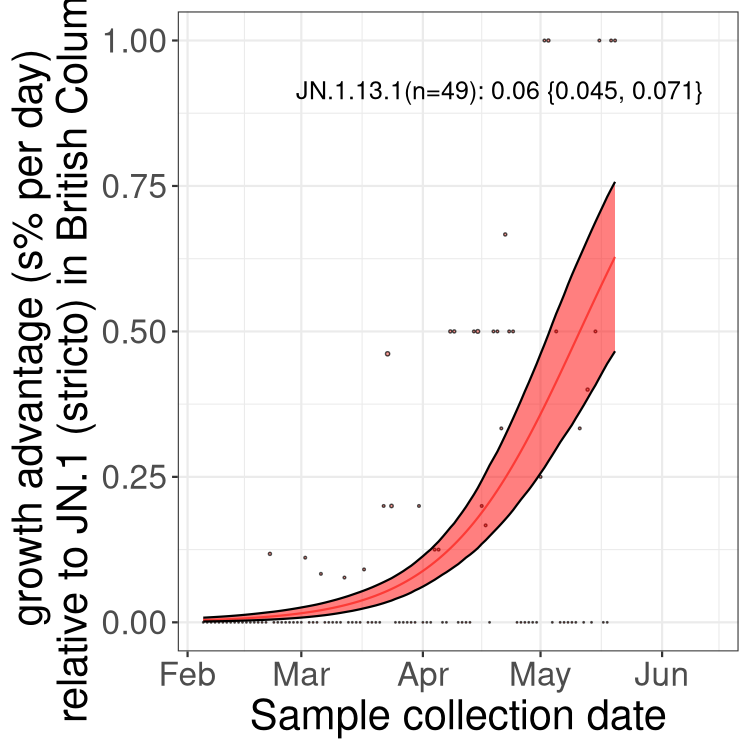 growth advantage (s% per day)
relative to JN.1 (stricto) in British Colum
1.00
0.75
0.50
0.25
0.00
JN.1.13.1(n=49): 0.06 {0.045, 0.071}
Feb Mar Apr May Jun
Sample collection date